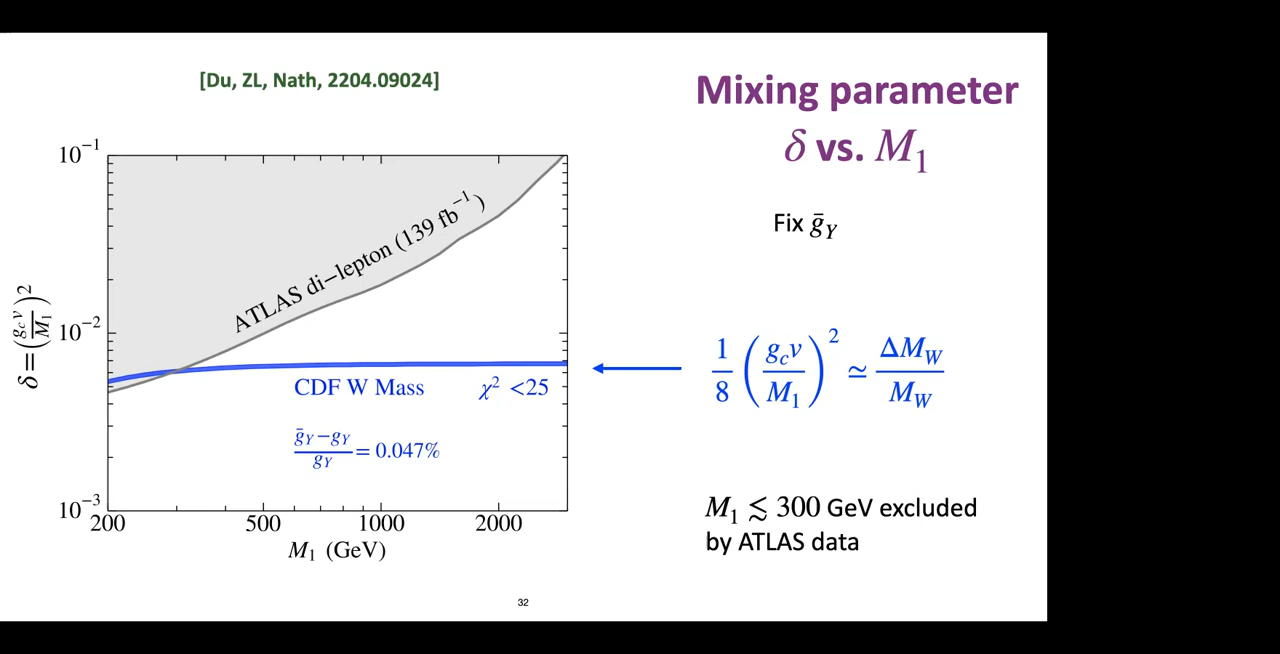 [Du, ZL, Nath, 2204.09024]
Mixing parameter
δ vs. M₁
Fix ḡ_Y
10⁻¹
10⁻²
10⁻³
δ=(g_c v / M₁)²
ATLAS di−lepton (139 fb⁻¹)
CDF W Mass χ² <25
(ḡ_Y−g_Y)/g_Y = 0.047%
200 500 1000 2000
M₁ (GeV)
1/8 (g_c v / M₁)² ≃ ΔM_W / M_W
M₁ ≲ 300 GeV excluded
by ATLAS data
32